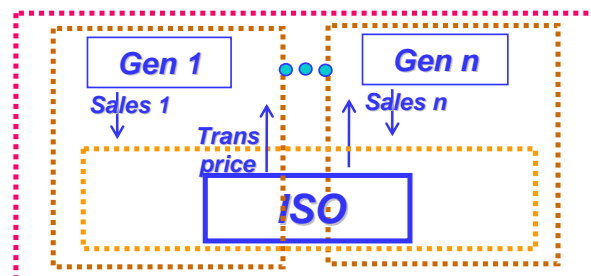 Gen 1
Gen n
Sales 1
Sales n
Trans
price
ISO